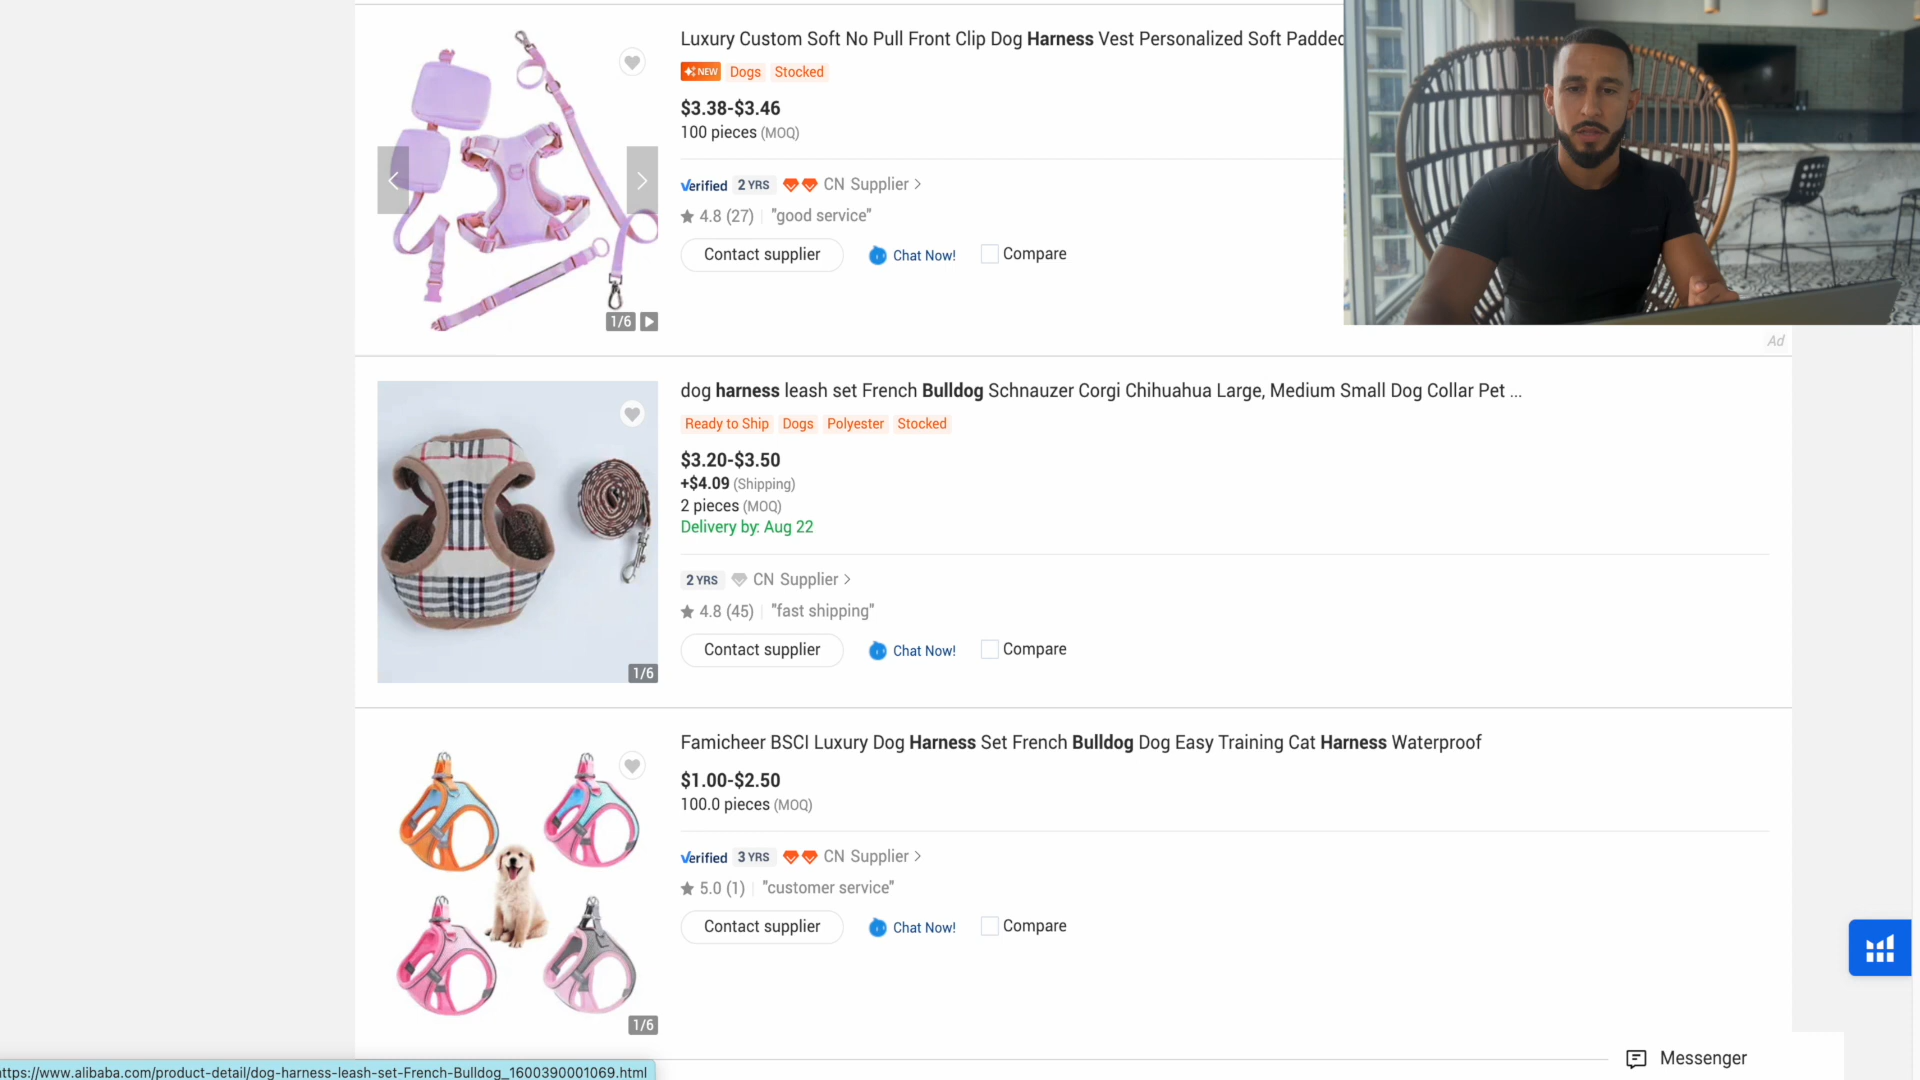 Luxury Custom Soft No Pull Front Clip Dog Harness Vest Personalized Soft Padded
NEW Dogs Stocked
$3.38-$3.46
100 pieces (MOQ)
Verified 2 YRS CN Supplier >
4.8 (27) "good service"
Contact supplier Chat Now! Compare
1/6
Ad
dog harness leash set French Bulldog Schnauzer Corgi Chihuahua Large, Medium Small Dog Collar Pet ...
Ready to Ship Dogs Polyester Stocked
$3.20-$3.50
+$4.09 (Shipping)
2 pieces (MOQ)
Delivery by: Aug 22
2 YRS CN Supplier >
4.8 (45) "fast shipping"
Contact supplier Chat Now! Compare
1/6
Famicheer BSCI Luxury Dog Harness Set French Bulldog Dog Easy Training Cat Harness Waterproof
$1.00-$2.50
100.0 pieces (MOQ)
Verified 3 YRS CN Supplier >
5.0 (1) "customer service"
Contact supplier Chat Now! Compare
1/6
Messenger
ttps://www.alibaba.com/product-detail/dog-harness-leash-set-French-Bulldog_1600390001069.html